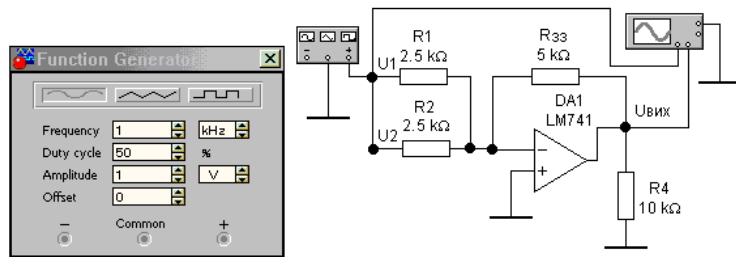 Function Generator
Frequency 1 kHz
Duty cycle 50 %
Amplitude 1 V
Offset 0
− Common +
− +
U1
R1
2.5 kΩ
R33
5 kΩ
U2
R2
2.5 kΩ
DA1
LM741
Uвих
−
+
R4
10 kΩ